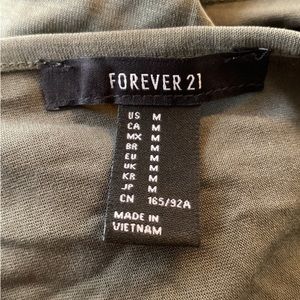 FOREVER 21
US M
CA M
MX M
BR M
EU M
UK M
KR M
JP M
CN 165/92A
MADE IN
VIETNAM